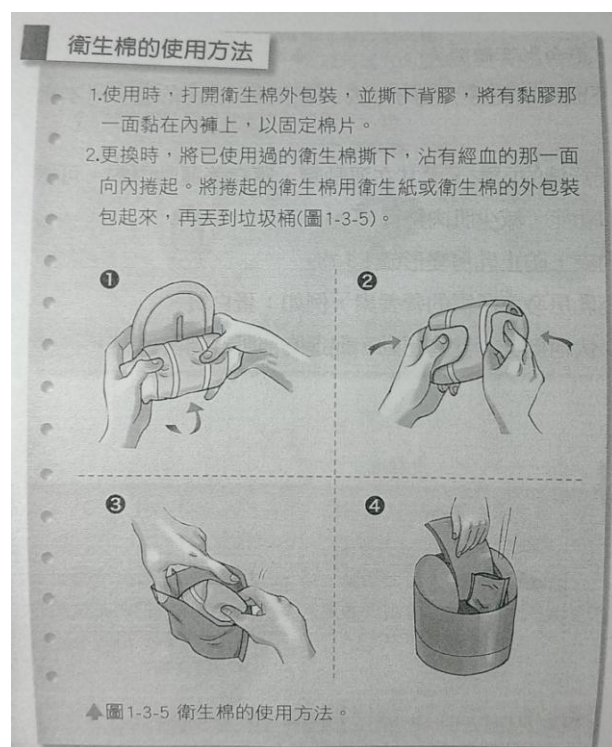 衛生棉的使用方法
1.使用時，打開衛生棉外包裝，並撕下背膠，將有黏膠那
一面黏在內褲上，以固定棉片。
2.更換時，將已使用過的衛生棉撕下，沾有經血的那一面
向內捲起。將捲起的衛生棉用衛生紙或衛生棉的外包裝
包起來，再丟到垃圾桶(圖1-3-5)。
❶
❷
❸
❹
圖1-3-5 衛生棉的使用方法。